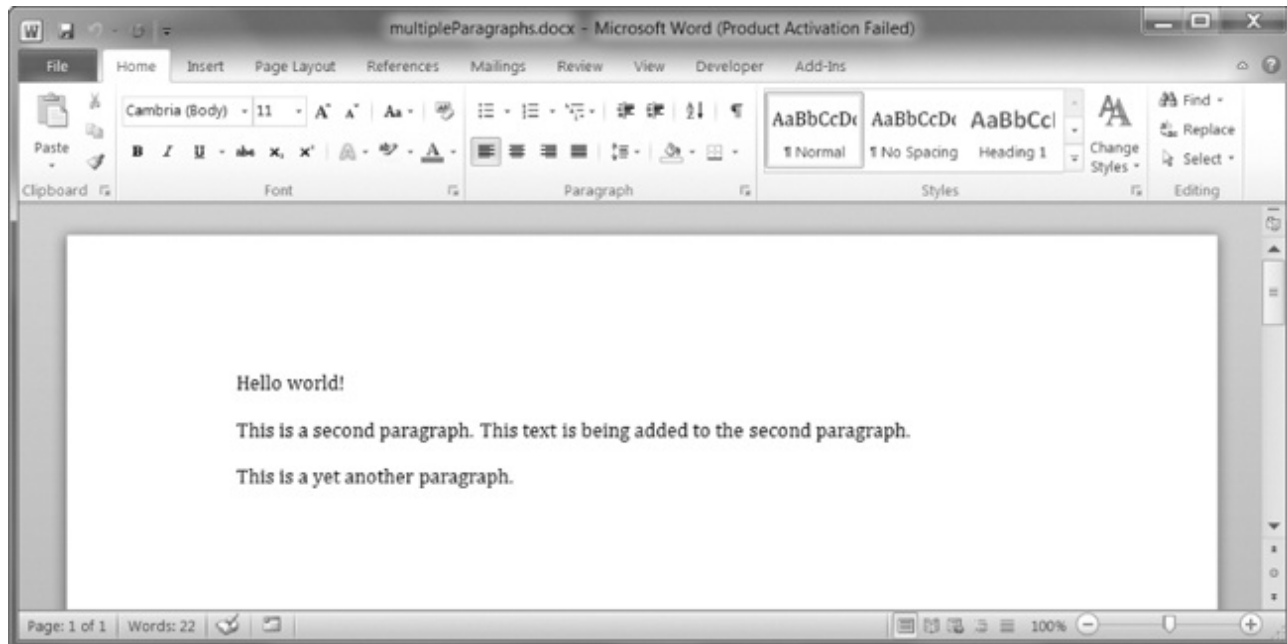 W
multipleParagraphs.docx - Microsoft Word (Product Activation Failed)
File Home Insert Page Layout References Mailings Review View Developer Add-Ins
Paste
Cambria (Body) 11 A A Aa
B I U abc x, x' A
AaBbCcDc AaBbCcDc AaBbCcl
¶ Normal ¶ No Spacing Heading 1
Change Styles
Find
Replace
Select
Clipboard Font Paragraph Styles Editing
Hello world!
This is a second paragraph. This text is being added to the second paragraph.
This is a yet another paragraph.
Page: 1 of 1 Words: 22 100%